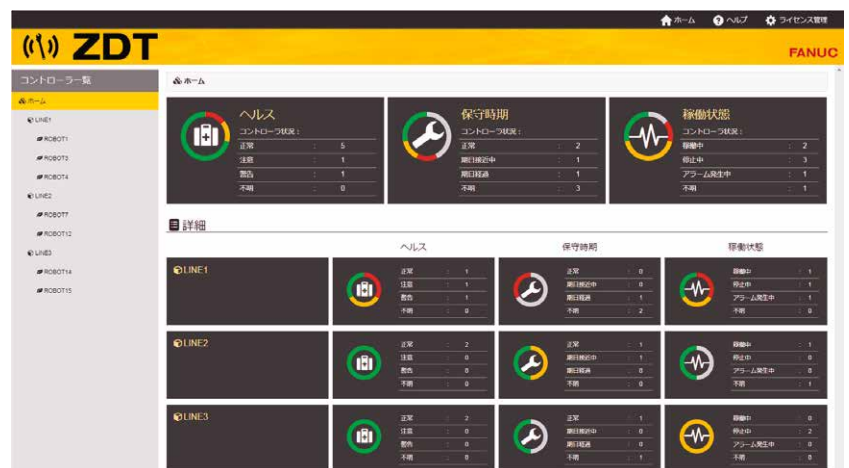 ホーム ヘルプ ライセンス管理
ZDT
FANUC
コントローラ一覧
ホーム
LINE1
ROBOT1
ROBOT3
ROBOT4
LINE2
ROBOT7
ROBOT12
LINE3
ROBOT14
ROBOT15
ホーム
ヘルス
コントローラ状況：
正常 : 5
注意 : 1
警告 : 1
不明 : 0
保守時期
コントローラ状況：
正常 : 2
期日接近中 : 1
期日経過 : 1
不明 : 3
稼働状態
コントローラ状況：
稼働中 : 2
停止中 : 3
アラーム発生中 : 1
不明 : 1
詳細
ヘルス 保守時期 稼働状態
LINE1
正常 : 1
注意 : 1
警告 : 1
不明 : 0
正常 : 0
期日接近中 : 0
期日経過 : 1
不明 : 2
稼働中 : 1
停止中 : 1
アラーム発生中 : 1
不明 : 0
LINE2
正常 : 2
注意 : 0
警告 : 0
不明 : 0
正常 : 1
期日接近中 : 1
期日経過 : 0
不明 : 0
稼働中 : 1
停止中 : 0
アラーム発生中 : 0
不明 : 1
LINE3
正常 : 2
注意 : 0
警告 : 0
不明 : 0
正常 : 1
期日接近中 : 0
期日経過 : 0
不明 : 1
稼働中 : 0
停止中 : 2
アラーム発生中 : 0
不明 : 0